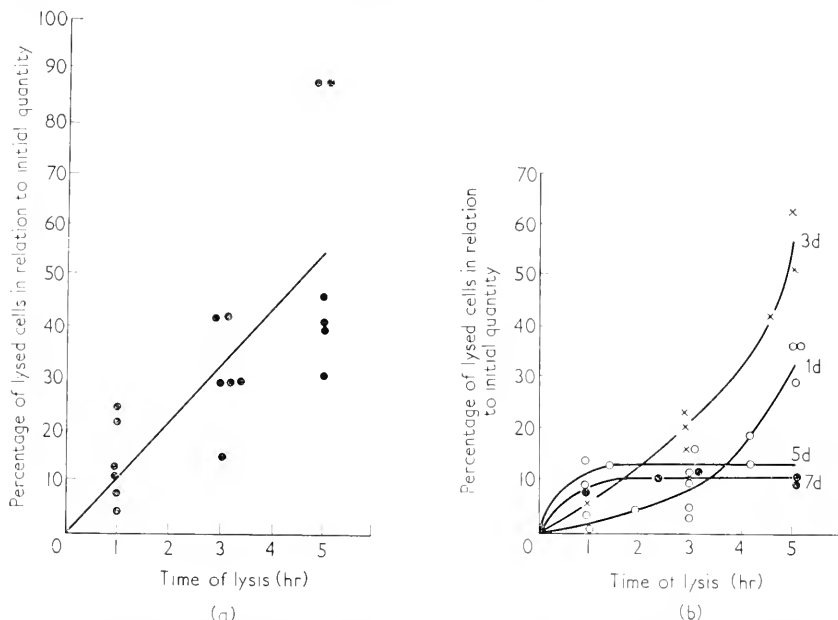 Percentage of lysed cells in relation to initial quantity
100
90
80
70
60
50
40
30
20
10
0
1
2
3
4
5
Time of lysis (hr)
(a)
Percentage of lysed cells in relation
to initial quantity
70
60
50
40
30
20
10
0
1
2
3
4
5
3d
1d
5d
7d
Time of lysis (hr)
(b)